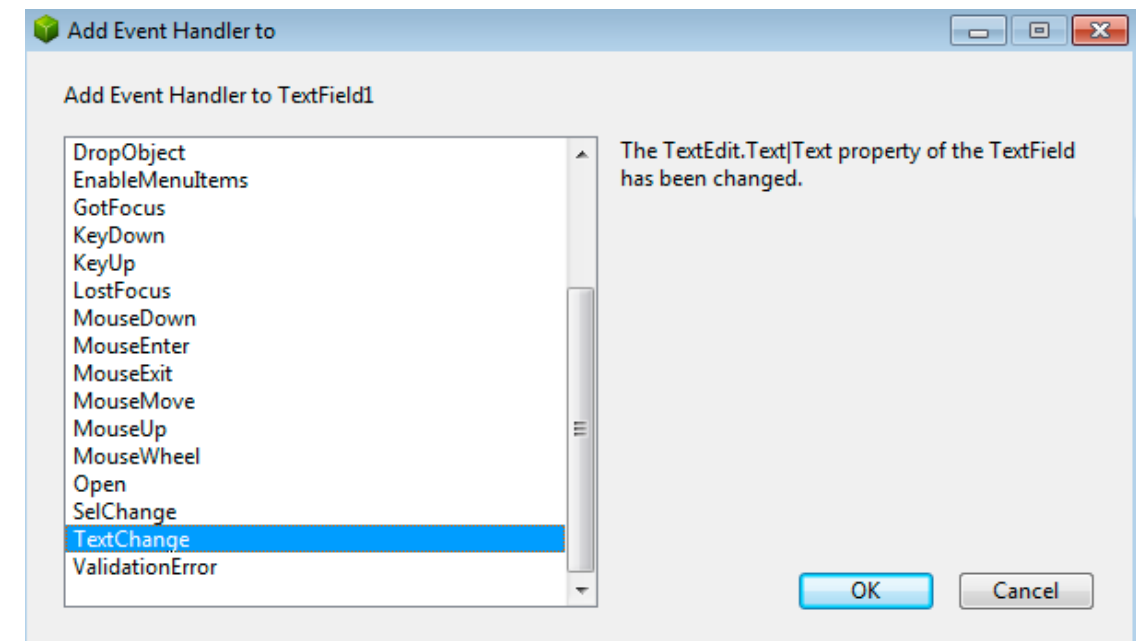 Add Event Handler to
Add Event Handler to TextField1
DropObject
EnableMenuItems
GotFocus
KeyDown
KeyUp
LostFocus
MouseDown
MouseEnter
MouseExit
MouseMove
MouseUp
MouseWheel
Open
SelChange
TextChange
ValidationError
The TextEdit.Text|Text property of the TextField
has been changed.
OK
Cancel